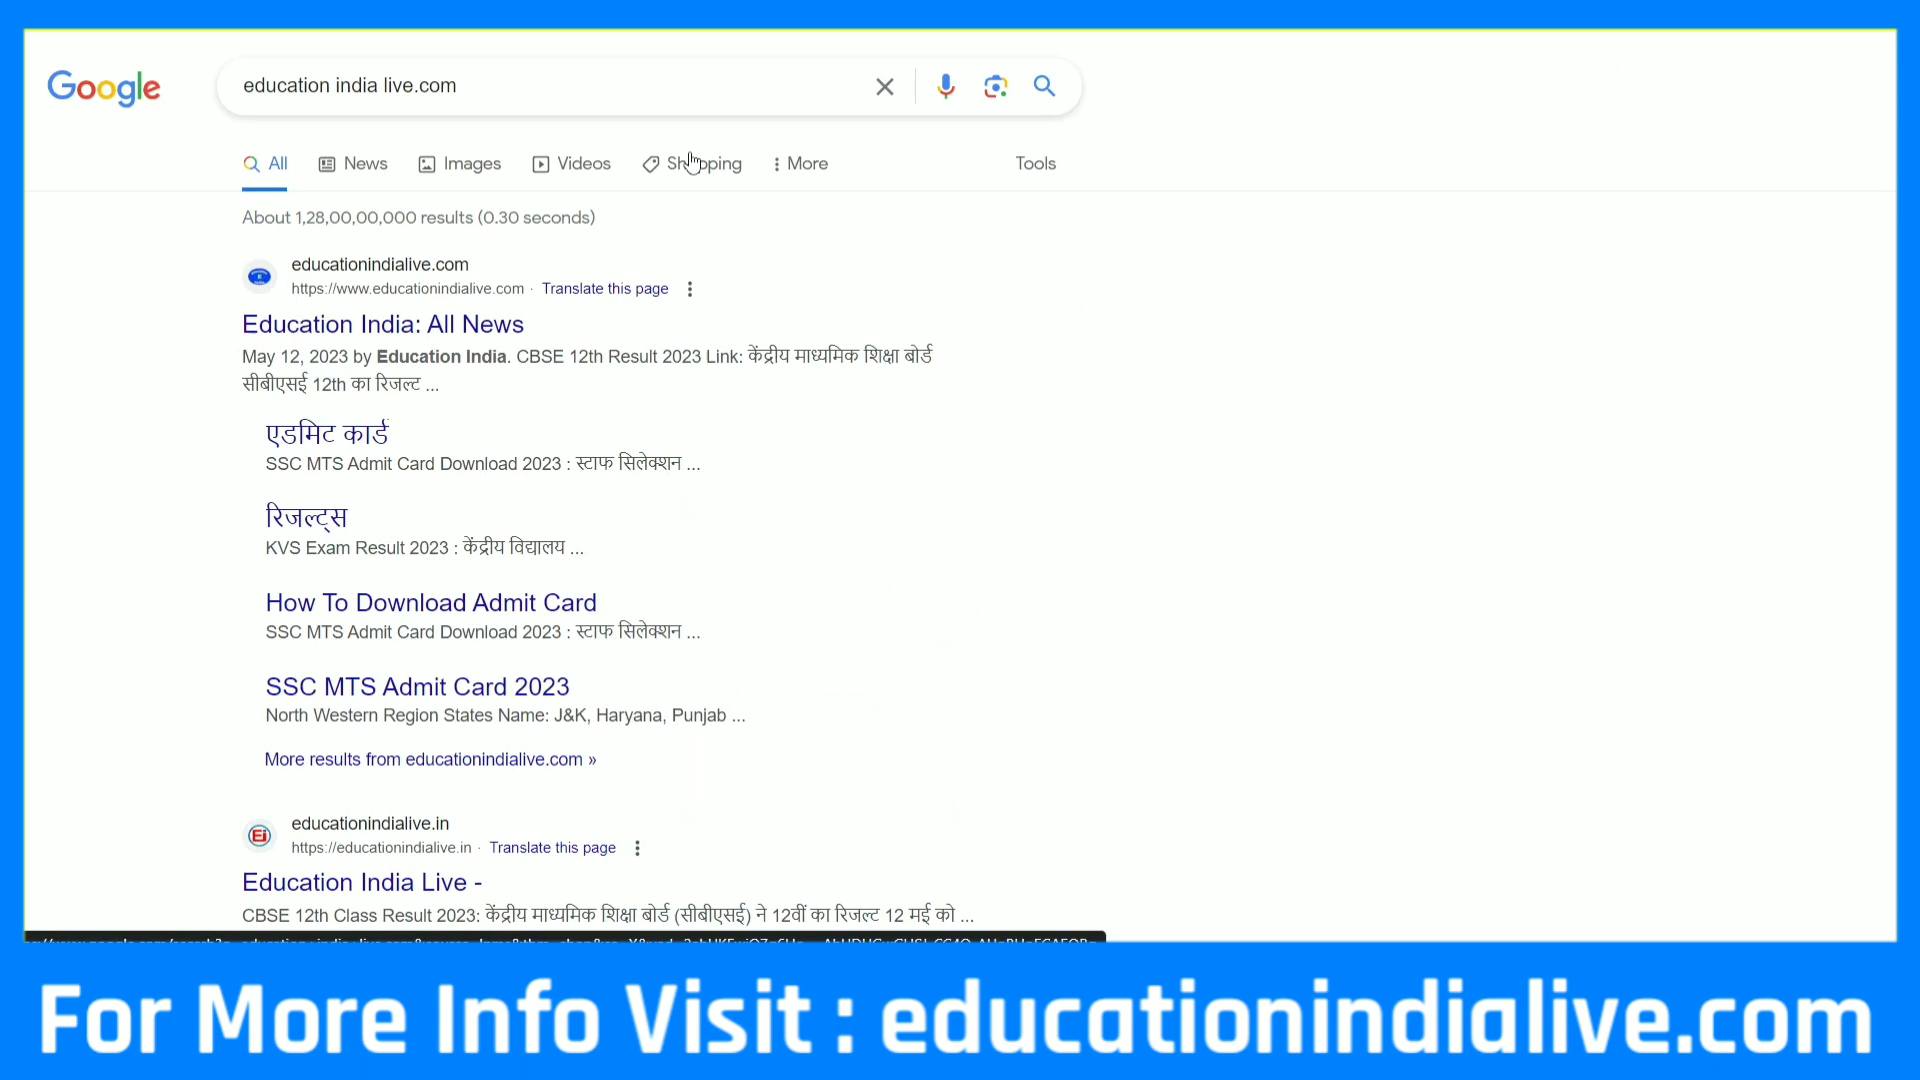 Google
education india live.com
All
News
Images
Videos
Shopping
More
Tools
About 1,28,00,00,000 results (0.30 seconds)
educationindialive.com
https://www.educationindialive.com · Translate this page
Education India: All News
May 12, 2023 by Education India. CBSE 12th Result 2023 Link: केंद्रीय माध्यमिक शिक्षा बोर्ड
सीबीएसई 12th का रिजल्ट ...
एडमिट कार्ड
SSC MTS Admit Card Download 2023 : स्टाफ सिलेक्शन ...
रिजल्ट्स
KVS Exam Result 2023 : केंद्रीय विद्यालय ...
How To Download Admit Card
SSC MTS Admit Card Download 2023 : स्टाफ सिलेक्शन ...
SSC MTS Admit Card 2023
North Western Region States Name: J&K, Haryana, Punjab ...
More results from educationindialive.com »
Ei
educationindialive.in
https://educationindialive.in · Translate this page
Education India Live -
CBSE 12th Class Result 2023: केंद्रीय माध्यमिक शिक्षा बोर्ड (सीबीएसई) ने 12वीं का रिजल्ट 12 मई को ...
For More Info Visit : educationindialive.com